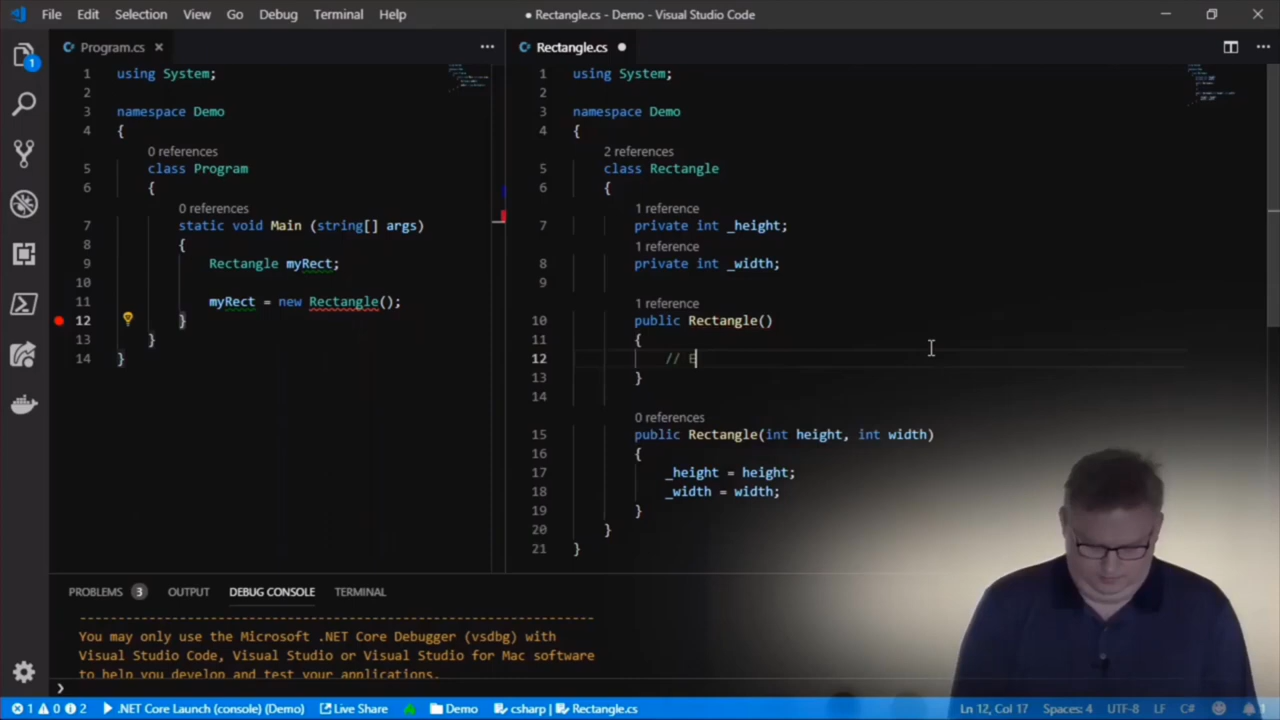 File Edit Selection View Go Debug Terminal Help
● Rectangle.cs - Demo - Visual Studio Code
Program.cs
1 using System;
2
3 namespace Demo
4 {
0 references
5 class Program
6 {
0 references
7 static void Main (string[] args)
8 {
9 Rectangle myRect;
10
11 myRect = new Rectangle();
12 }
13 }
14 }
Rectangle.cs
1 using System;
2
3 namespace Demo
4 {
2 references
5 class Rectangle
6 {
1 reference
7 private int _height;
1 reference
8 private int _width;
9
1 reference
10 public Rectangle()
11 {
12 // E
13 }
14
0 references
15 public Rectangle(int height, int width)
16 {
17 _height = height;
18 _width = width;
19 }
20 }
21 }
PROBLEMS 3 OUTPUT DEBUG CONSOLE TERMINAL
-------------------------------------------------------------------
You may only use the Microsoft .NET Core Debugger (vsdbg) with
Visual Studio Code, Visual Studio or Visual Studio for Mac software
to help you develop and test your applications.
1 0 2 .NET Core Launch (console) (Demo) Live Share Demo csharp | Rectangle.cs Ln 12, Col 17 Spaces: 4 UTF-8 LF C# 1
1